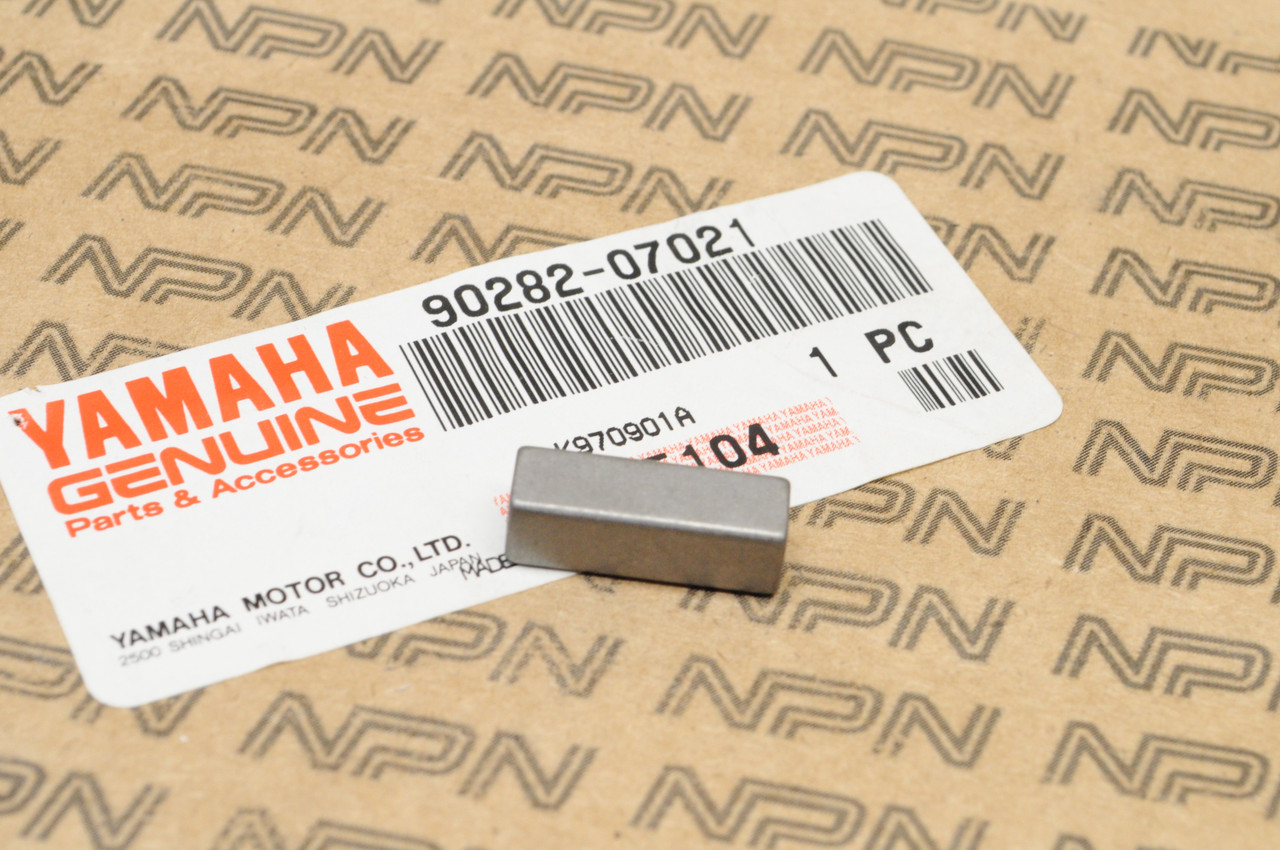 90282-07021
1 PC
YAMAHA
GENUINE
Parts & Accessories
K970901A
104
YAMAHA MOTOR CO.,LTD.
2500 SHINGAI IWATA SHIZUOKA JAPAN
MADE
NPN